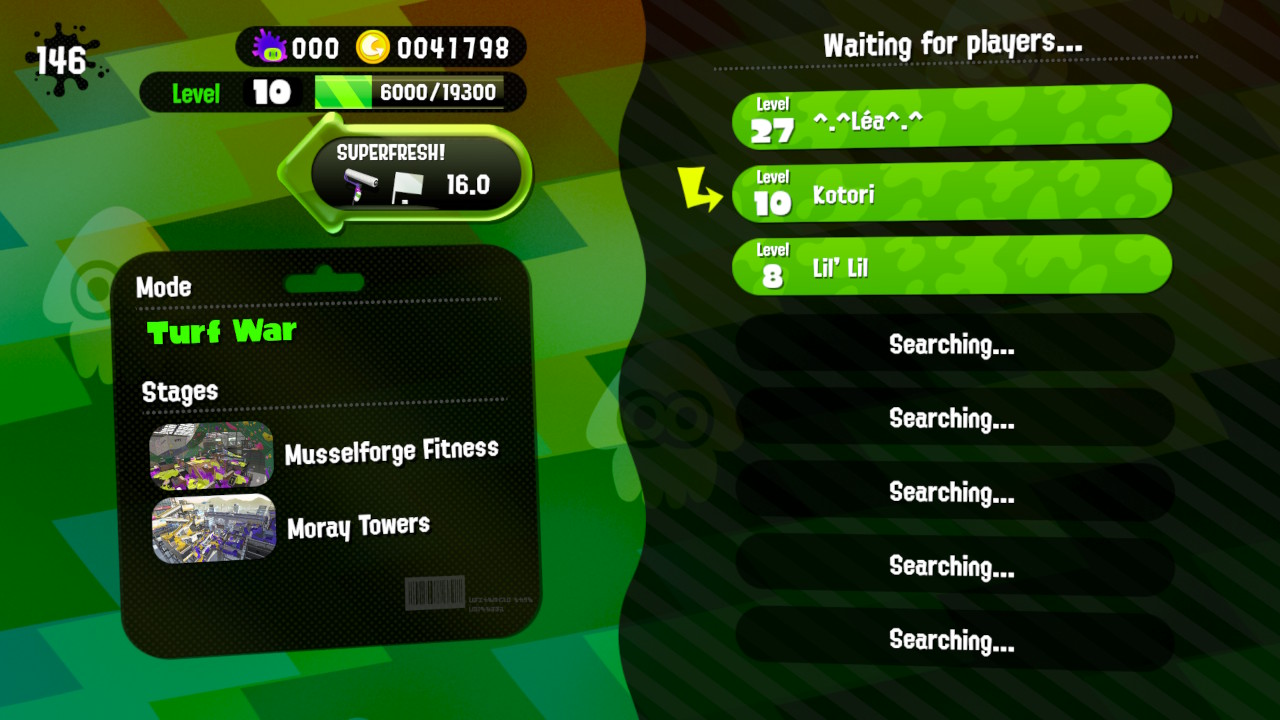 146
000
0041798
Level 10 6000/19300
SUPERFRESH!
16.0
Mode
Turf War
Stages
Musselforge Fitness
Moray Towers
Waiting for players...
Level
27 ^.^Léa^.^
Level
10 Kotori
Level
8 Lil' Lil
Searching...
Searching...
Searching...
Searching...
Searching...